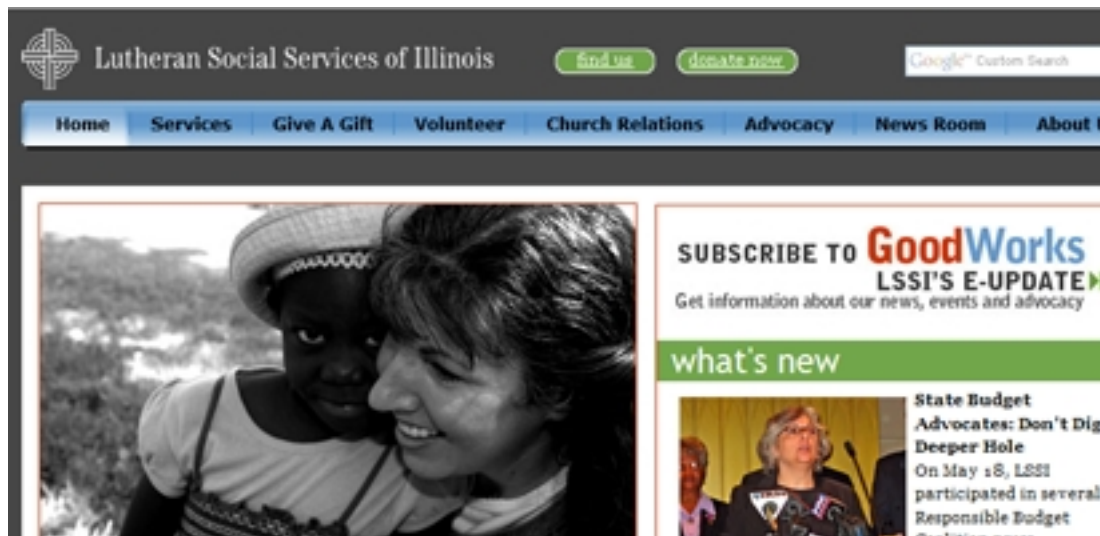 Lutheran Social Services of Illinois
find us
donate now
Google™ Custom Search
Home Services Give A Gift Volunteer Church Relations Advocacy News Room About
SUBSCRIBE TO GoodWorks
LSSI'S E-UPDATE
Get information about our news, events and advocacy
what's new
State Budget
Advocates: Don't Dig
Deeper Hole
On May 18, LSSI
participated in several
Responsible Budget